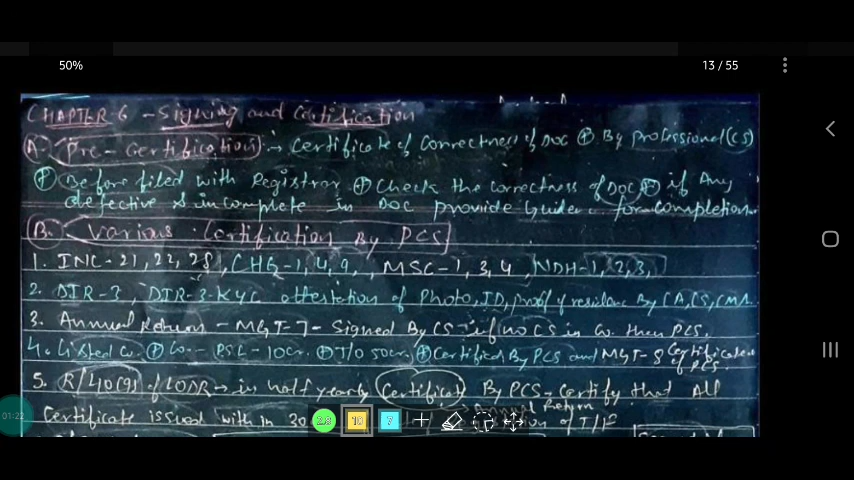 50%
13 / 55
CHAPTER-6 - Signing and Certification
A. Pre - Certification :→ Certificate of Correctness of Doc ⊕ By professional (CS)
⊕ Before filed with Registrar ⊕ Check the correctness of Doc ⊕ if Any
defective & incomplete in Doc provide Guidance for completion.
B. Various Certification By PCS
1. INC-21, 22, 28, CHG-1, 4, 9, MSC-1, 3, 4, NDH-1, 2, 3,
2. DIR-3, DIR-3-KYC attestation of Photo, ID, proof of residence By CA, CS, CMA.
3. Annual Return - MGT-7 - Signed By CS if no CS in Co. then PCS.
4. Listed Co. ⊕ Co. - PSC - 10cr. ⊕ T/O 50cr. ⊕ Certified By PCS and MGT-8 Certificate of PCS.
5. R/40(9) of LODR → in half yearly Certificate By PCS - certify that All
Certificate issued with in 30 of T/F
01:22
10
7